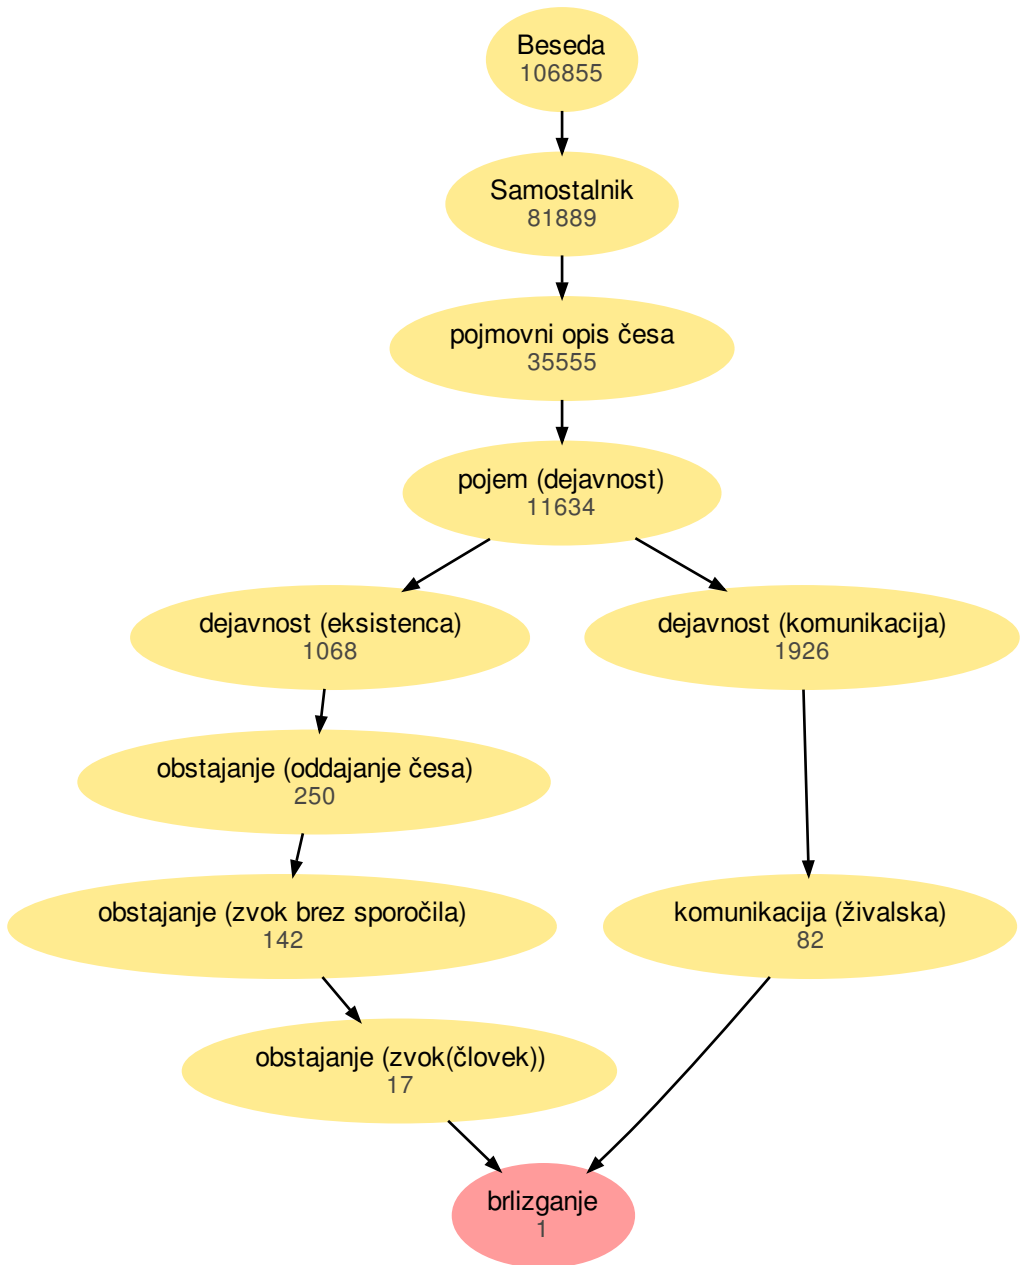 Beseda
106855
Samostalnik
81889
pojmovni opis česa
35555
pojem (dejavnost)
11634
dejavnost (eksistenca)
1068
dejavnost (komunikacija)
1926
obstajanje (oddajanje česa)
250
obstajanje (zvok brez sporočila)
142
komunikacija (živalska)
82
obstajanje (zvok(človek))
17
brlizganje
1